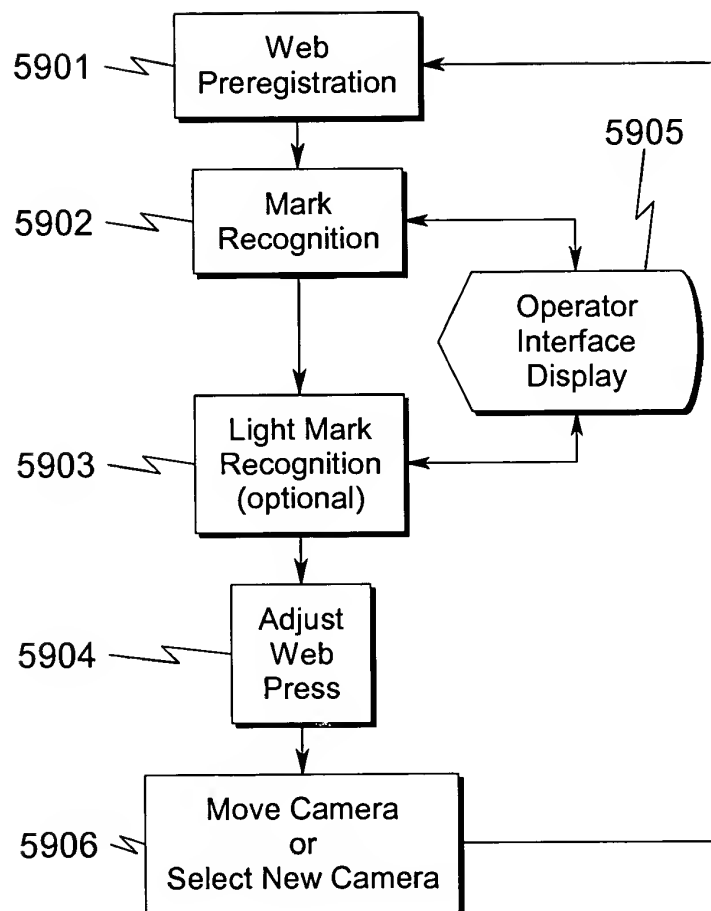 5901
Web
Preregistration
5905
5902
Mark
Recognition
Operator
Interface
Display
5903
Light Mark
Recognition
(optional)
5904
Adjust
Web
Press
5906
Move Camera
or
Select New Camera